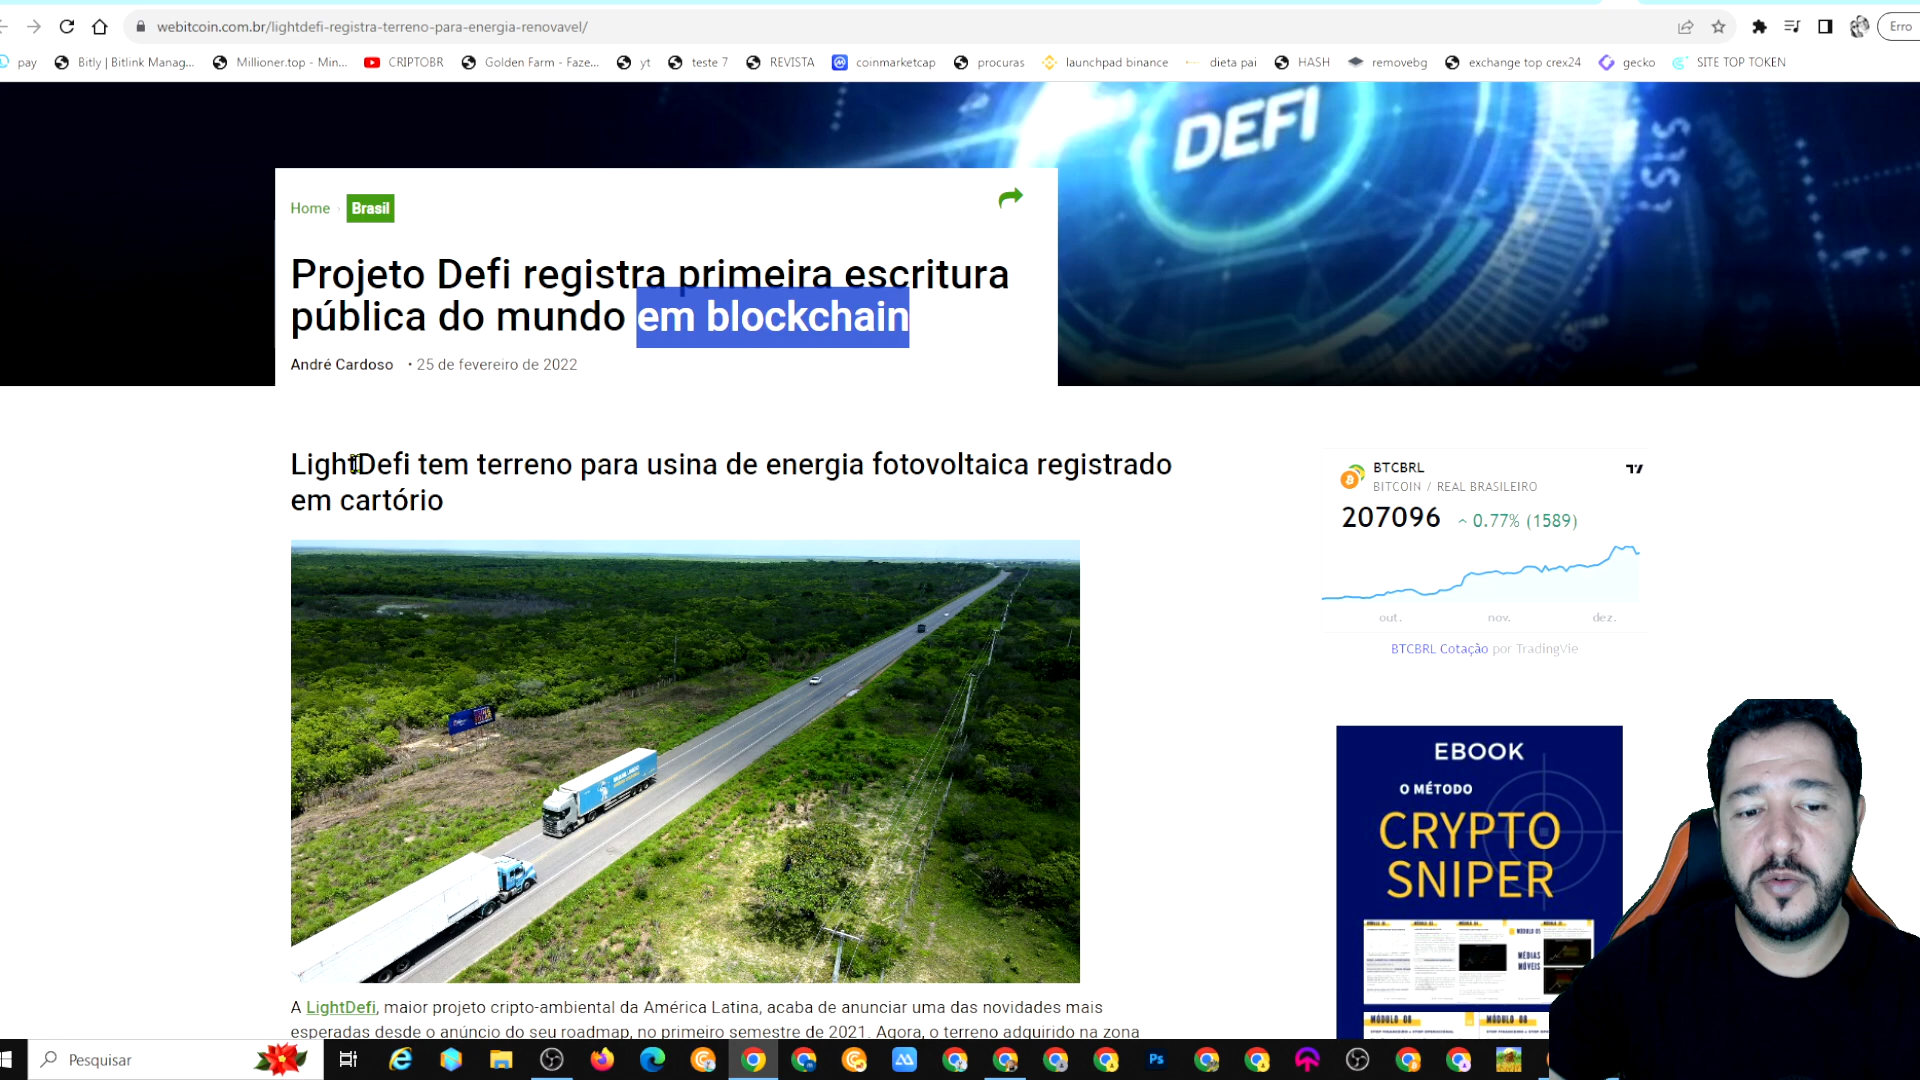 webitcoin.com.br/lightdefi-registra-terreno-para-energia-renovavel/
Erro
pay
Bitly | Bitlink Manag...
Millioner.top - Min...
CRIPTOBR
Golden Farm - Faze...
yt
teste 7
REVISTA
coinmarketcap
procuras
launchpad binance
dieta pai
HASH
removebg
exchange top crex24
gecko
SITE TOP TOKEN
DEFI
Home
Brasil
Projeto Defi registra primeira escritura
pública do mundo em blockchain
André Cardoso • 25 de fevereiro de 2022
LightDefi tem terreno para usina de energia fotovoltaica registrado
em cartório
BTCBRL
BITCOIN / REAL BRASILEIRO
207096 0.77% (1589)
out. nov. dez.
BTCBRL Cotação por TradingVie
EBOOK
O MÉTODO
CRYPTO
SNIPER
MÉDIAS
MÓVEIS
MÓDULO 08
A LightDefi, maior projeto cripto-ambiental da América Latina, acaba de anunciar uma das novidades mais
esperadas desde o anúncio do seu roadmap, no primeiro semestre de 2021. Agora, o terreno adquirido na zona
Pesquisar
Ps